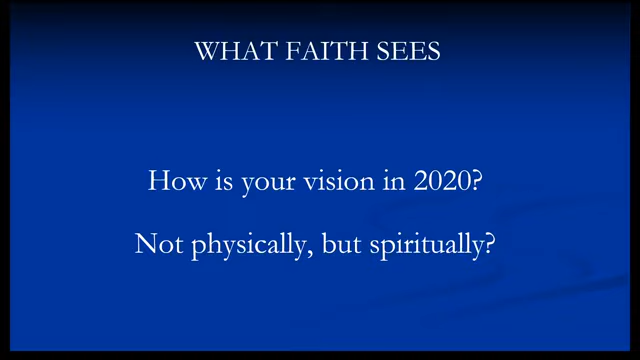 WHAT FAITH SEES
How is your vision in 2020?
Not physically, but spiritually?